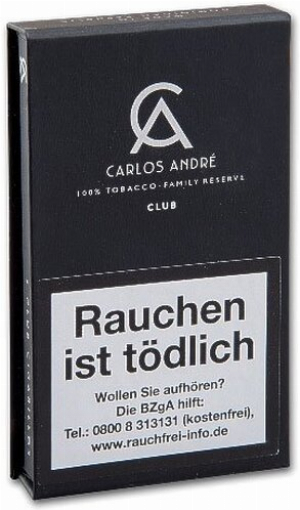 CA
CARLOS ANDRÉ
100% TOBACCO - FAMILY RESERVE
CLUB
Rauchen
ist tödlich
Wollen Sie aufhören?
Die BZgA hilft:
Tel.: 0800 8 313131 (kostenfrei),
www.rauchfrei-info.de